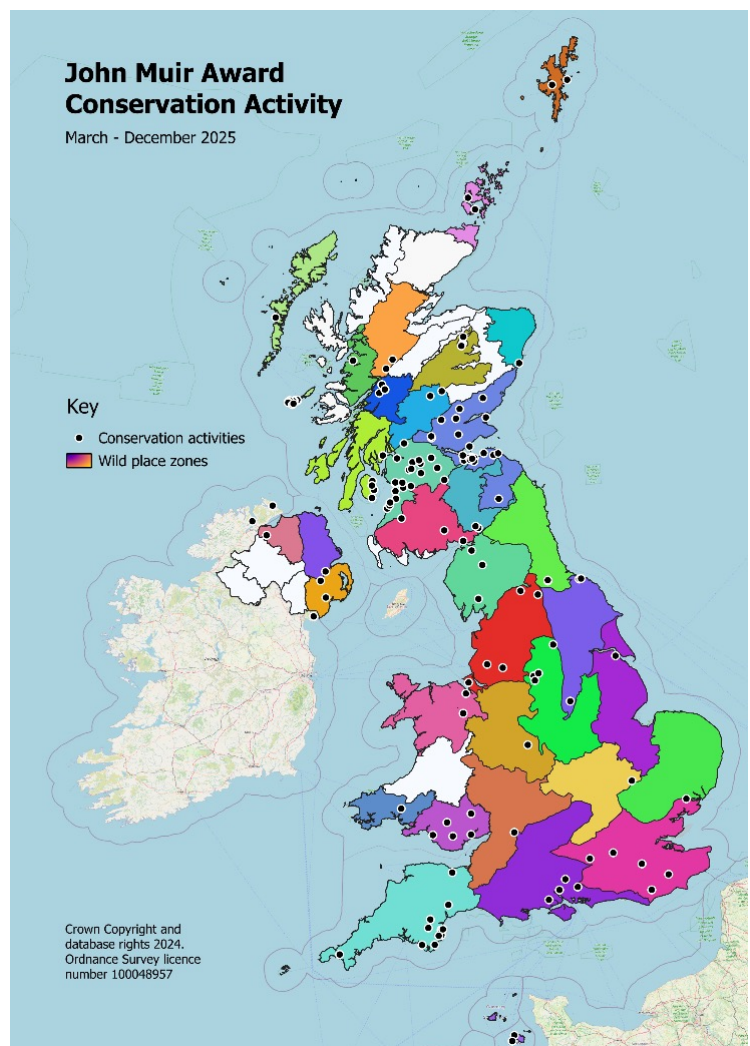 John Muir Award
Conservation Activity
March - December 2025
Key
Conservation activities
Wild place zones
Crown Copyright and
database rights 2024.
Ordnance Survey licence
number 100048957